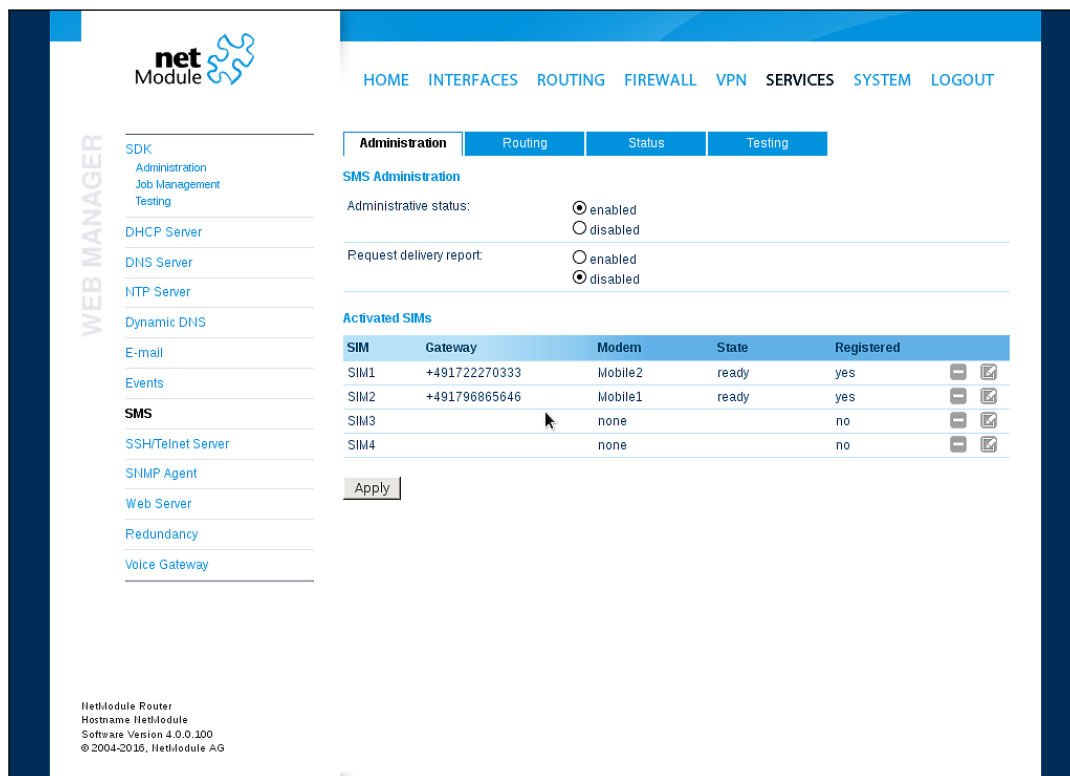 net
Module
HOME INTERFACES ROUTING FIREWALL VPN SERVICES SYSTEM LOGOUT
WEB MANAGER
SDK
Administration
Job Management
Testing
DHCP Server
DNS Server
NTP Server
Dynamic DNS
E-mail
Events
SMS
SSH/Telnet Server
SNMP Agent
Web Server
Redundancy
Voice Gateway
Administration Routing Status Testing
SMS Administration
Administrative status: enabled
disabled
Request delivery report: enabled
disabled
Activated SIMs
SIM Gateway Modem State Registered
SIM1 +491722270333 Mobile2 ready yes
SIM2 +491796865646 Mobile1 ready yes
SIM3 none no
SIM4 none no
Apply
NetModule Router
Hostname NetModule
Software Version 4.0.0.100
© 2004-2016, NetModule AG